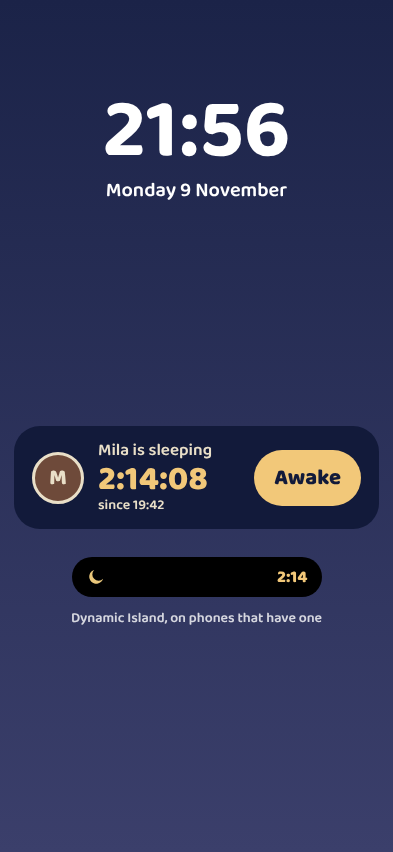 21:56
Monday 9 November
Mila is sleeping
M
2:14:08
Awake
since 19:42
2:14
Dynamic Island, on phones that have one